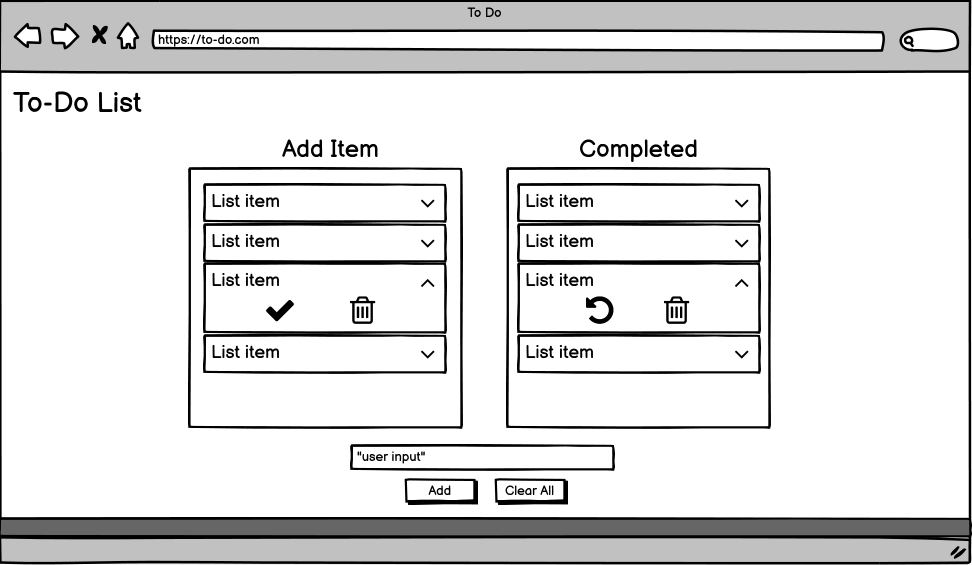 To Do
https://to-do.com
To-Do List
Add Item
List item
List item
List item
List item
Completed
List item
List item
List item
List item
"user input"
Add
Clear All